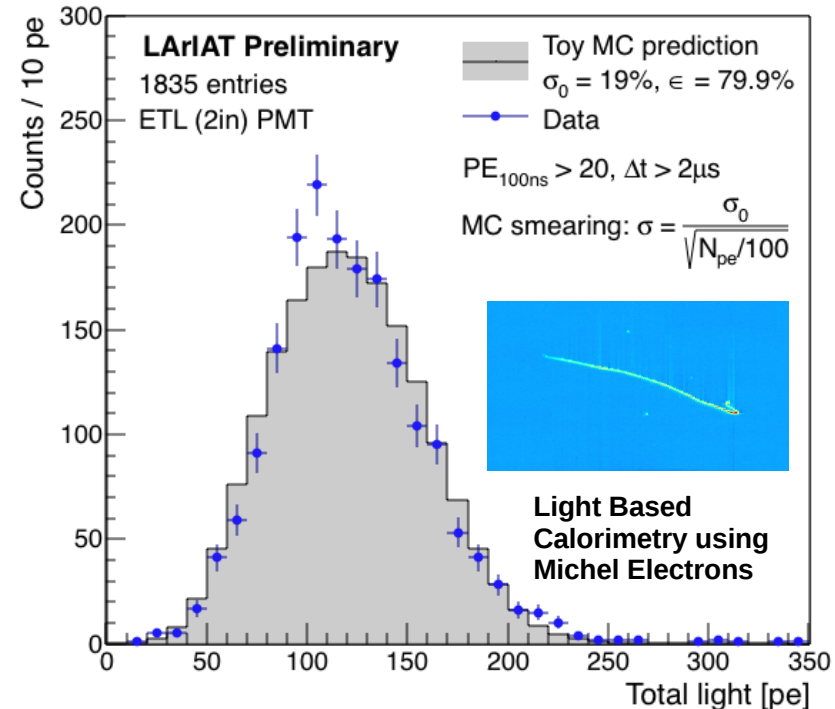 LArIAT Preliminary
1835 entries
ETL (2in) PMT
Toy MC prediction
σ₀ = 19%, ϵ = 79.9%
Data
PE₁₀₀ₙₛ > 20, Δt > 2μs
MC smearing: σ = σ₀ / √(Nₚₑ/100)
Light Based
Calorimetry using
Michel Electrons
Counts / 10 pe
300
250
200
150
100
50
0
0 50 100 150 200 250 300 350
Total light [pe]